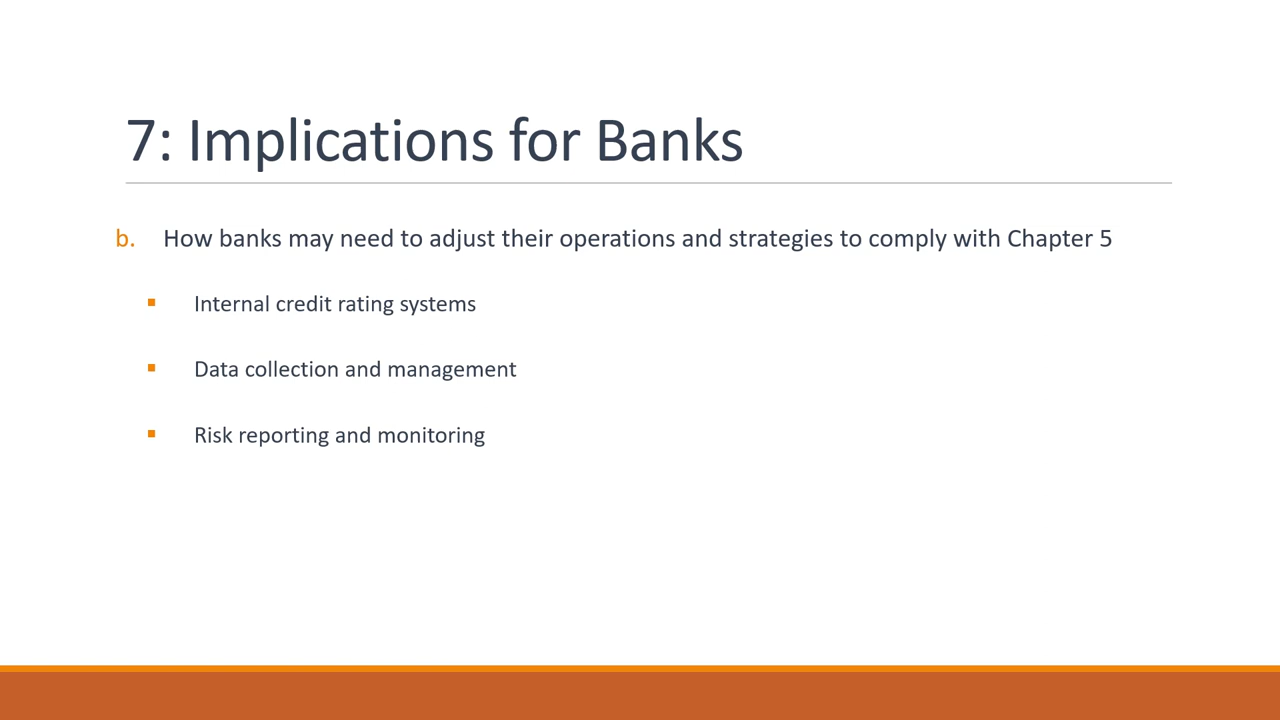 7: Implications for Banks
b. How banks may need to adjust their operations and strategies to comply with Chapter 5
▪ Internal credit rating systems
▪ Data collection and management
▪ Risk reporting and monitoring